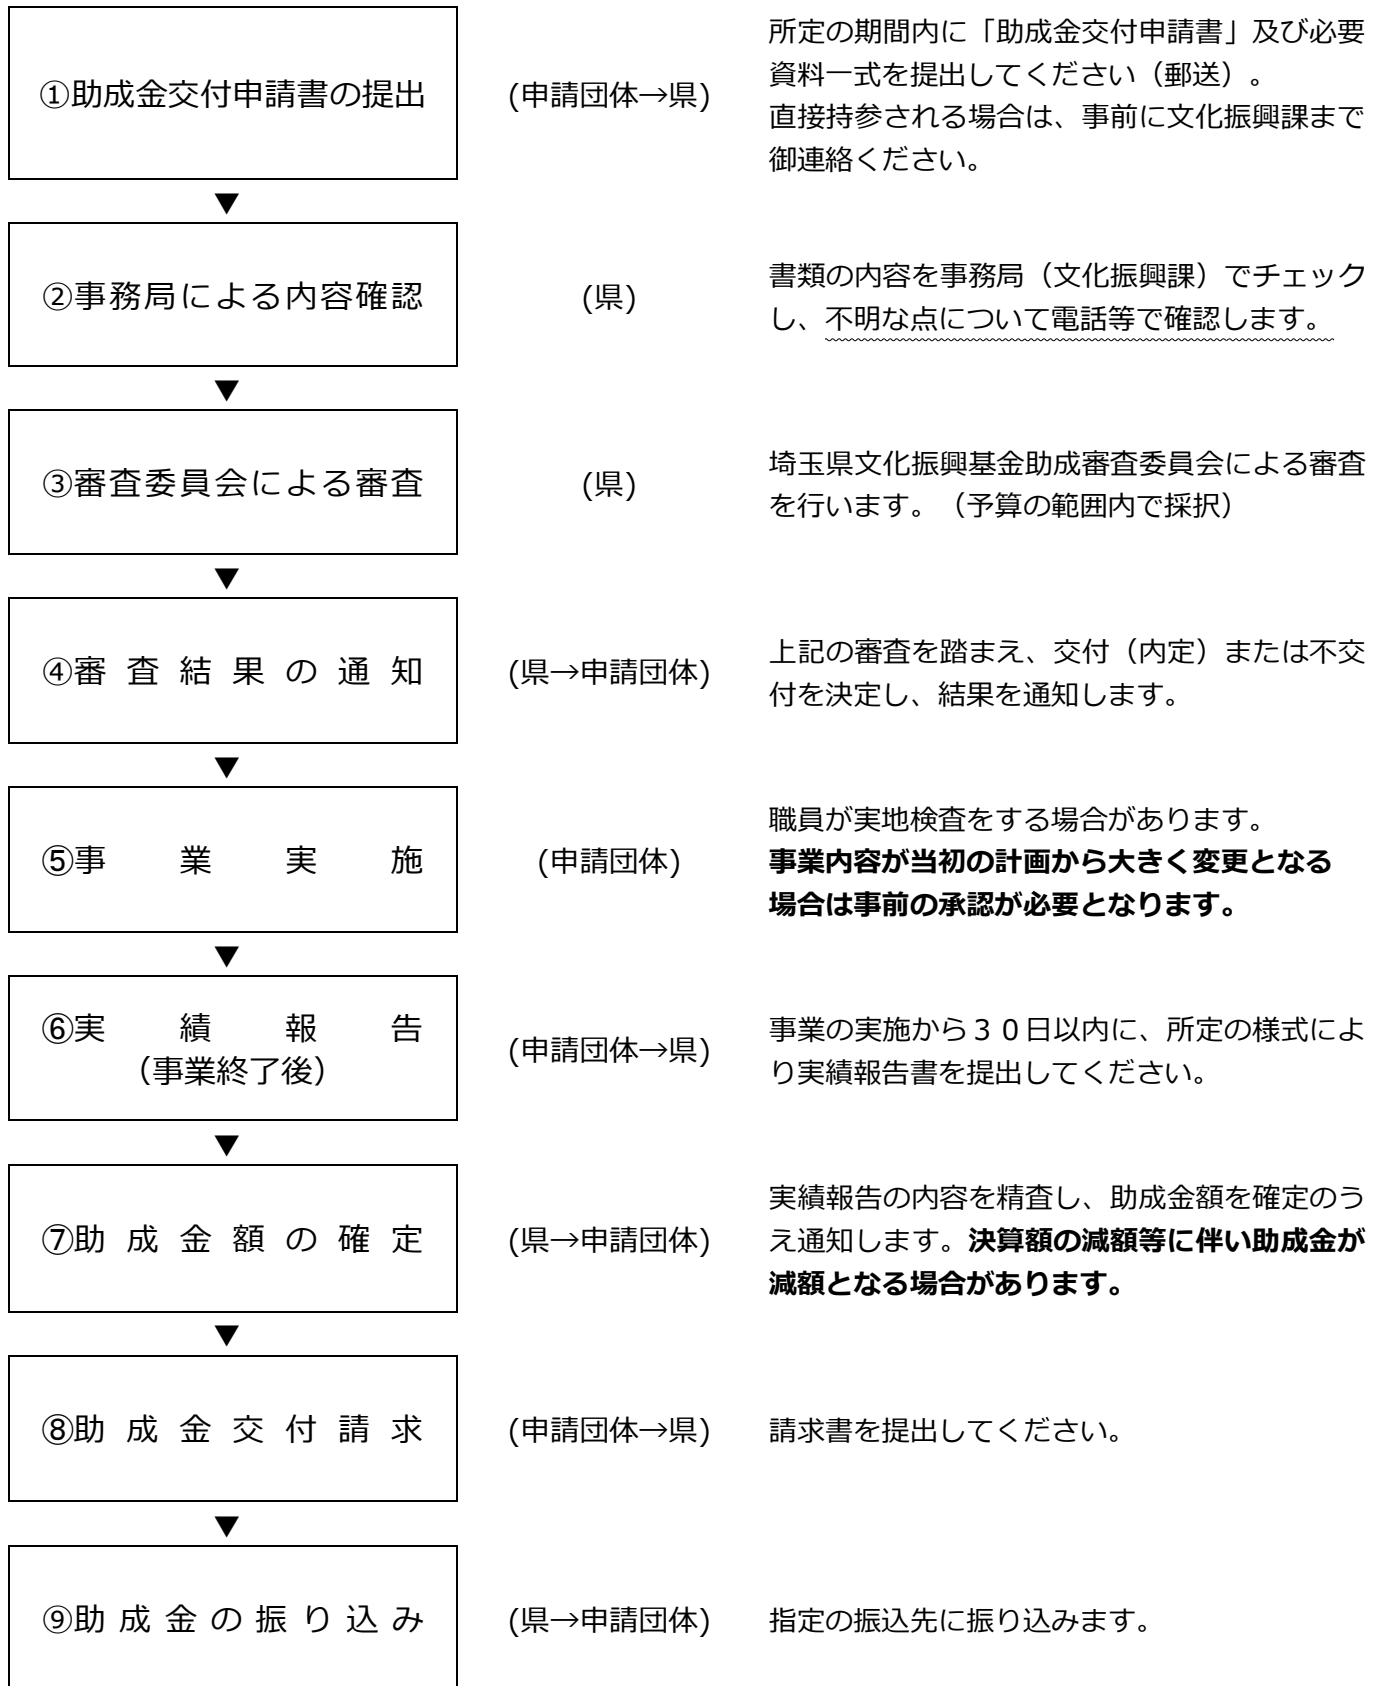 ①助成金交付申請書の提出
(申請団体→県)
所定の期間内に「助成金交付申請書」及び必要
資料一式を提出してください（郵送）。
直接持参される場合は、事前に文化振興課まで
御連絡ください。
▼
②事務局による内容確認
(県)
書類の内容を事務局（文化振興課）でチェック
し、不明な点について電話等で確認します。
▼
③審査委員会による審査
(県)
埼玉県文化振興基金助成審査委員会による審査
を行います。（予算の範囲内で採択）
▼
④審査結果の通知
(県→申請団体)
上記の審査を踏まえ、交付（内定）または不交
付を決定し、結果を通知します。
▼
⑤事業実施
(申請団体)
職員が実地検査をする場合があります。
事業内容が当初の計画から大きく変更となる
場合は事前の承認が必要となります。
▼
⑥実績報告
（事業終了後）
(申請団体→県)
事業の実施から３０日以内に、所定の様式によ
り実績報告書を提出してください。
▼
⑦助成金額の確定
(県→申請団体)
実績報告の内容を精査し、助成金額を確定のう
え通知します。決算額の減額等に伴い助成金が
減額となる場合があります。
▼
⑧助成金交付請求
(申請団体→県)
請求書を提出してください。
▼
⑨助成金の振り込み
(県→申請団体)
指定の振込先に振り込みます。